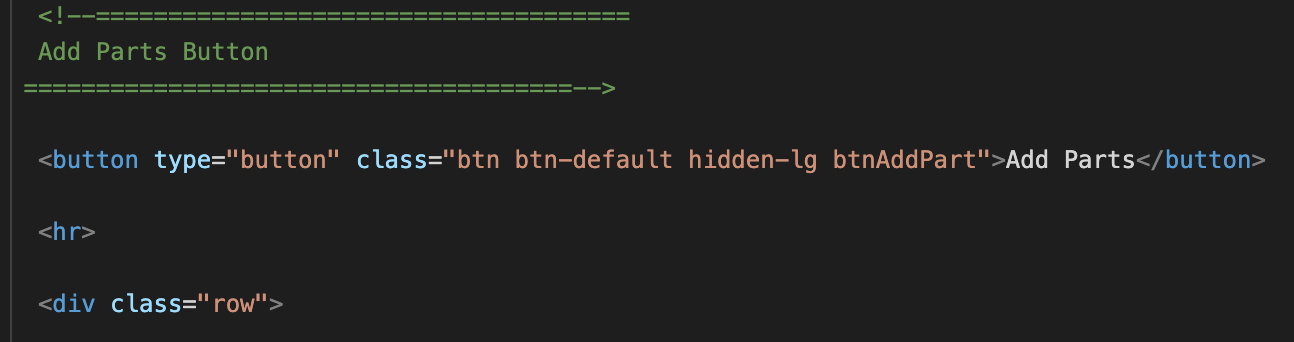 <!--=====================================
Add Parts Button
======================================-->
<button type="button" class="btn btn-default hidden-lg btnAddPart">Add Parts</button>
<hr>
<div class="row">